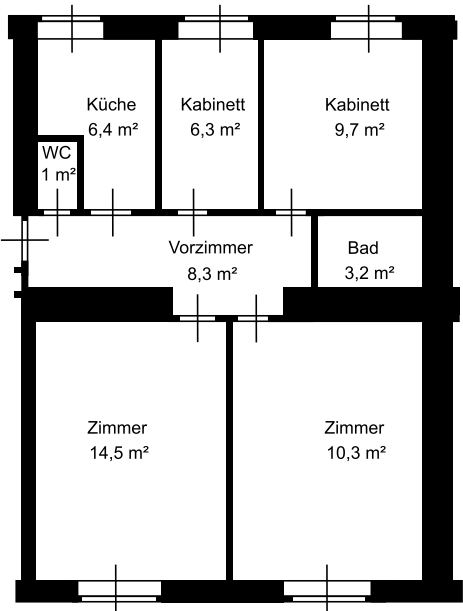 Küche
6,4 m²
Kabinett
6,3 m²
Kabinett
9,7 m²
WC
1 m²
Vorzimmer
8,3 m²
Bad
3,2 m²
Zimmer
14,5 m²
Zimmer
10,3 m²